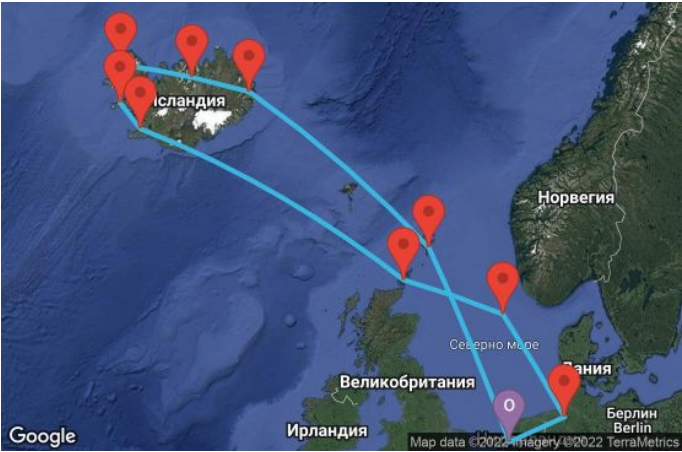 Исландия
Норвегия
Северно море
Дания
Великобритания
О
Ирландия
Берлин
Berlin
Google
Map data ©2022 Imagery ©2022 TerraMetrics